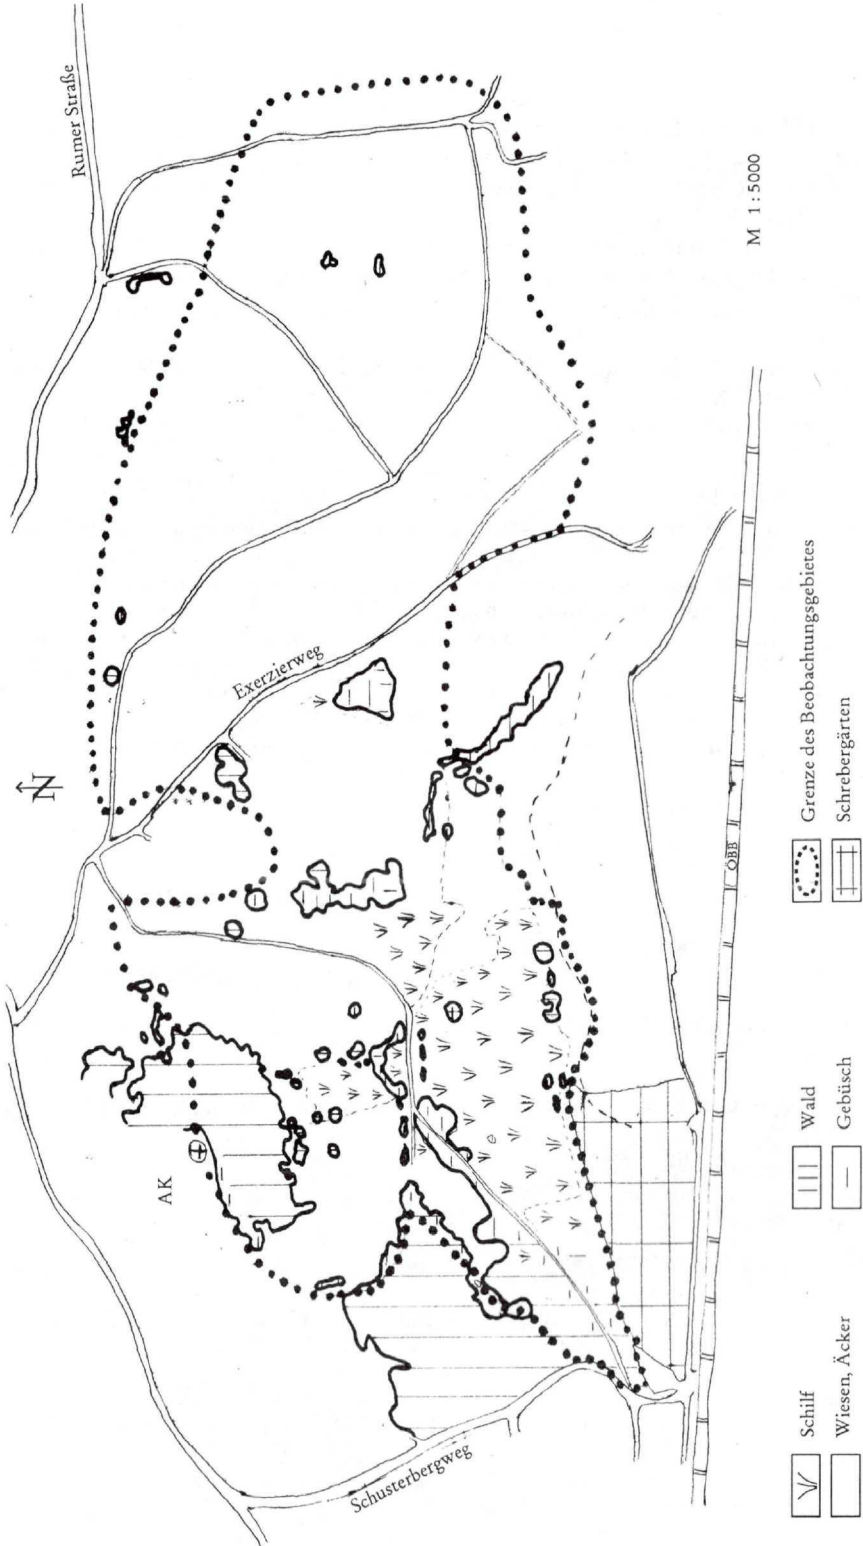 Rumer Straße
N
Exerzierweg
AK
Schusterbergweg
ÖBB
M 1:5000
Schilf
Wald
Grenze des Beobachtungsgebietes
Wiesen, Äcker
Gebüsch
Schrebergärten